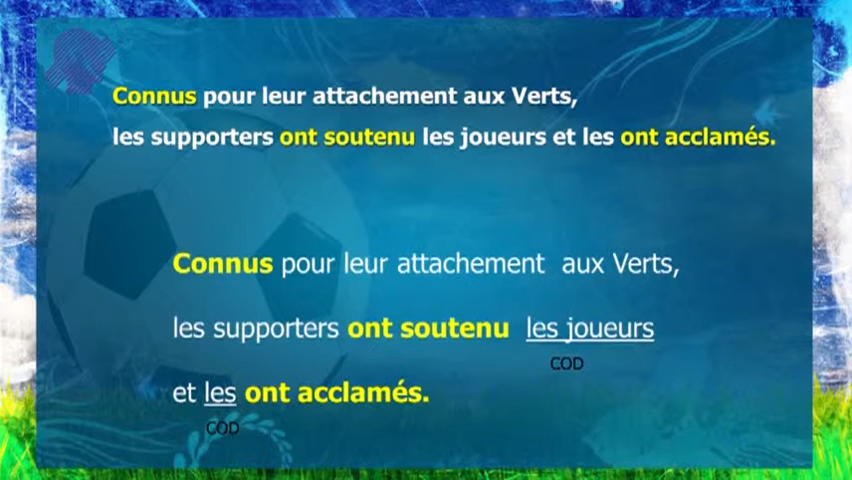 Connus pour leur attachement aux Verts,
les supporters ont soutenu les joueurs et les ont acclamés.
Connus pour leur attachement aux Verts,
les supporters ont soutenu les joueurs
COD
et les ont acclamés.
COD